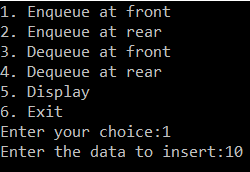 1. Enqueue at front
2. Enqueue at rear
3. Dequeue at front
4. Dequeue at rear
5. Display
6. Exit
Enter your choice:1
Enter the data to insert:10